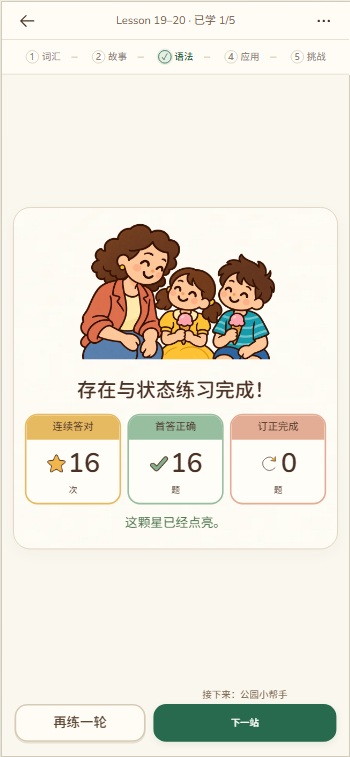 Lesson 19–20 · 已学 1/5
1 词汇 – 2 故事 – ✓ 语法 – 4 应用 – 5 挑战
存在与状态练习完成！
连续答对 首答正确 订正完成
16 16 0
次 题 题
这颗星已经点亮。
接下来：公园小帮手
再练一轮 下一站